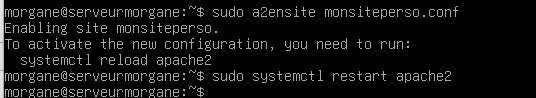 morgane@serveurmorgane:~$ sudo a2ensite monsiteperso.conf
Enabling site monsiteperso.
To activate the new configuration, you need to run:
  systemctl reload apache2
morgane@serveurmorgane:~$ sudo systemctl restart apache2
morgane@serveurmorgane:~$